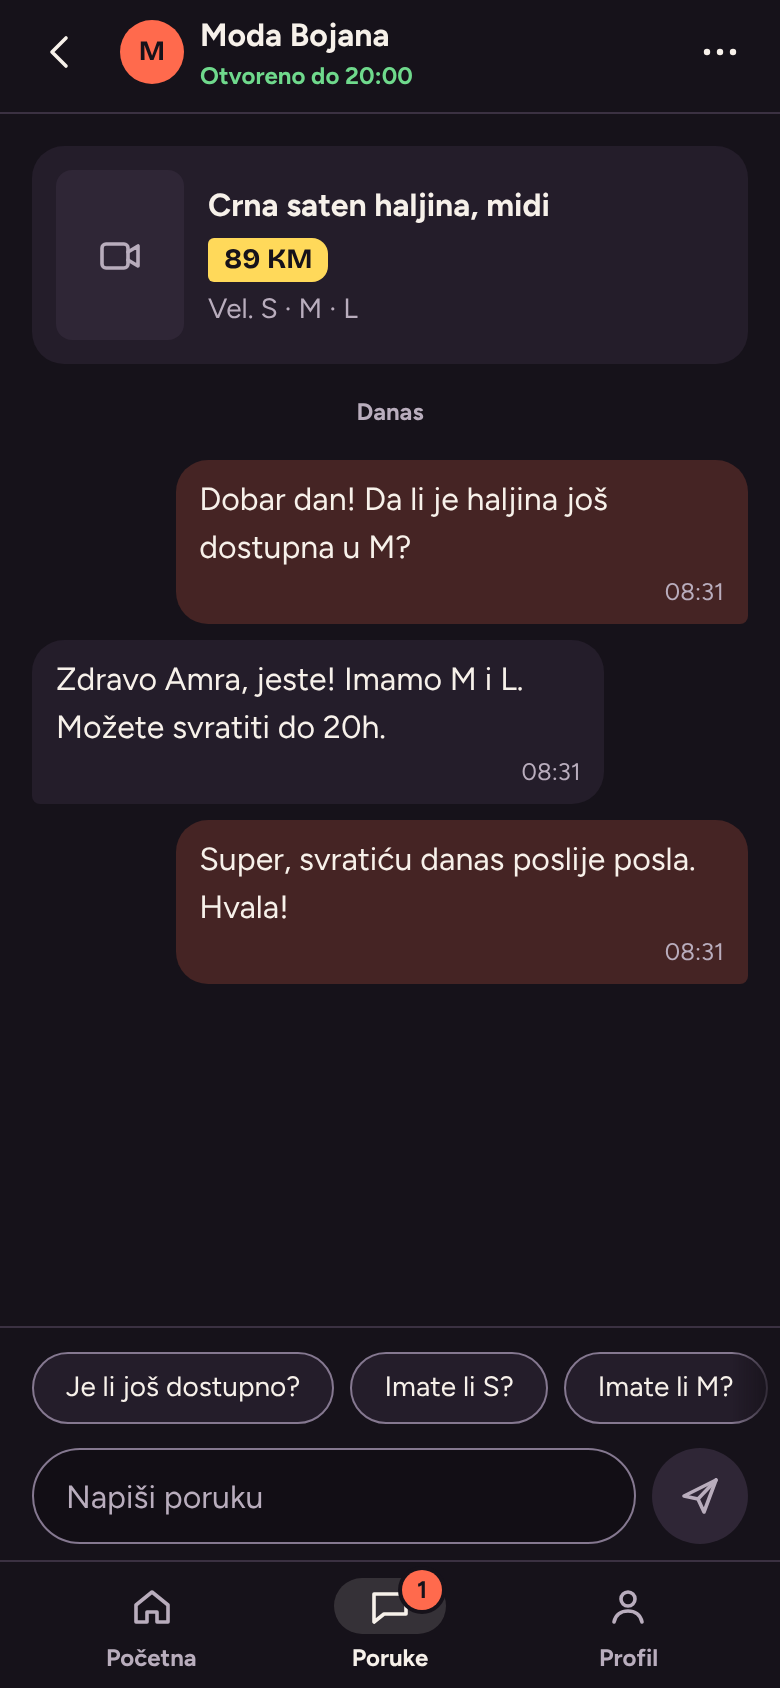 M
Moda Bojana
Otvoreno do 20:00
Crna saten haljina, midi
89 KM
Vel. S · M · L
Danas
Dobar dan! Da li je haljina još
dostupna u M?
08:31
Zdravo Amra, jeste! Imamo M i L.
Možete svratiti do 20h.
08:31
Super, svratiću danas poslije posla.
Hvala!
08:31
Je li još dostupno?
Imate li S?
Imate li M?
Napiši poruku
1
Početna
Poruke
Profil